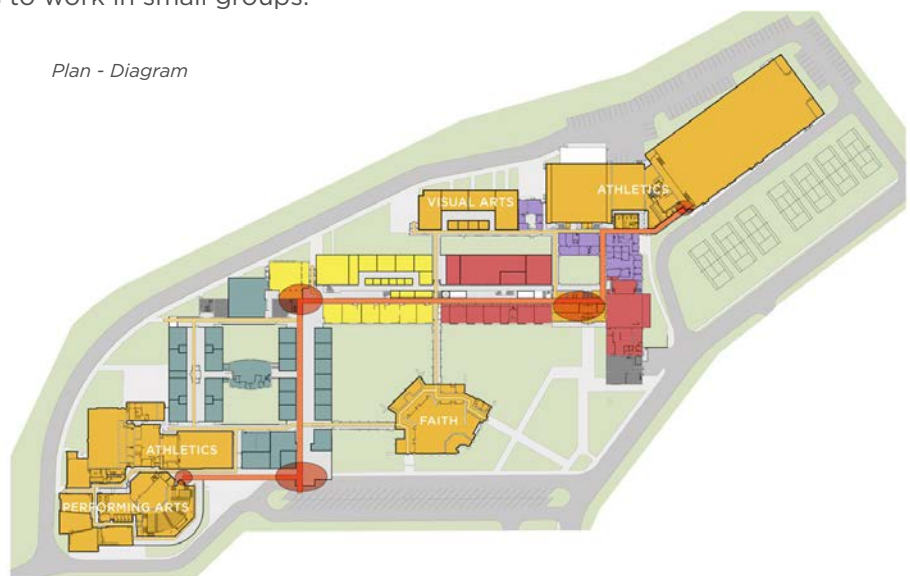 to work in small groups.
Plan - Diagram
ATHLETICS
VISUAL ARTS
FAITH
ATHLETICS
PERFORMING ARTS